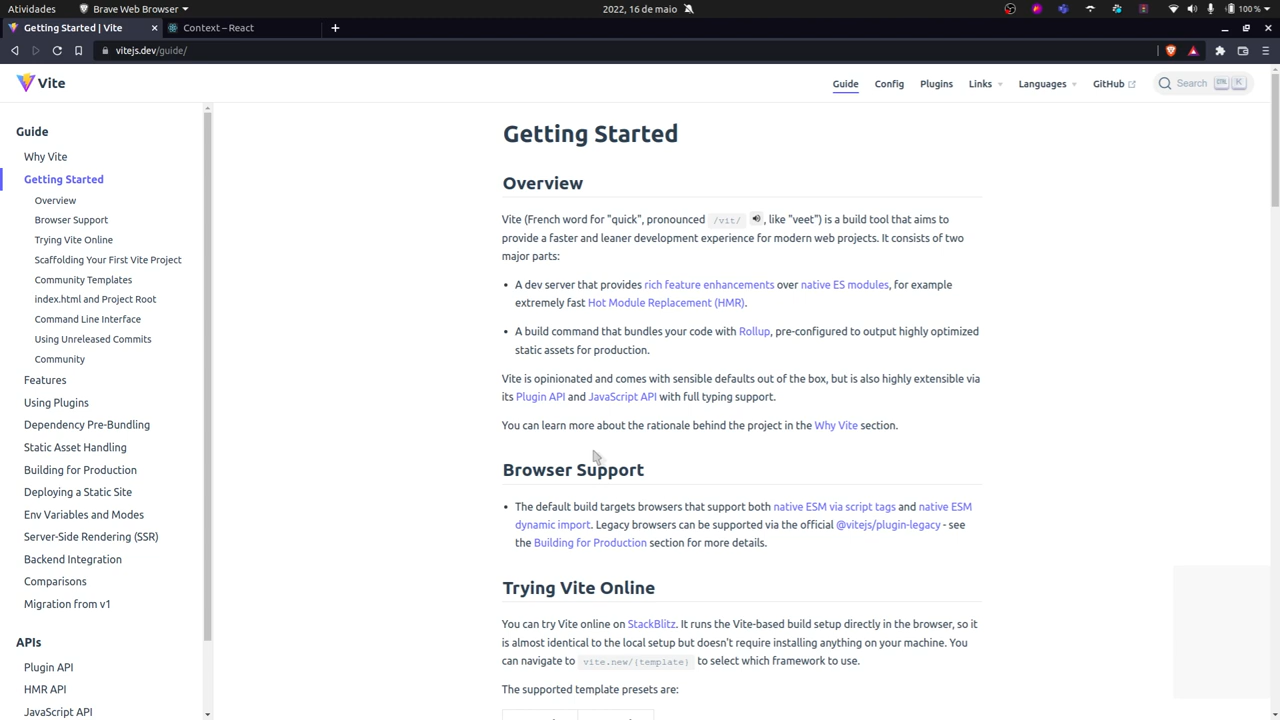 Atividades
Brave Web Browser
2022, 16 de maio
100%
Getting Started | Vite
Context – React
vitejs.dev/guide/
Vite
Guide
Config
Plugins
Links
Languages
GitHub
Search
K
Guide
Why Vite
Getting Started
Overview
Browser Support
Trying Vite Online
Scaffolding Your First Vite Project
Community Templates
index.html and Project Root
Command Line Interface
Using Unreleased Commits
Community
Features
Using Plugins
Dependency Pre-Bundling
Static Asset Handling
Building for Production
Deploying a Static Site
Env Variables and Modes
Server-Side Rendering (SSR)
Backend Integration
Comparisons
Migration from v1
APIs
Plugin API
HMR API
JavaScript API
Getting Started
Overview
Vite (French word for "quick", pronounced /vit/ , like "veet") is a build tool that aims to
provide a faster and leaner development experience for modern web projects. It consists of two
major parts:
• A dev server that provides rich feature enhancements over native ES modules, for example
extremely fast Hot Module Replacement (HMR).
• A build command that bundles your code with Rollup, pre-configured to output highly optimized
static assets for production.
Vite is opinionated and comes with sensible defaults out of the box, but is also highly extensible via
its Plugin API and JavaScript API with full typing support.
You can learn more about the rationale behind the project in the Why Vite section.
Browser Support
• The default build targets browsers that support both native ESM via script tags and native ESM
dynamic import. Legacy browsers can be supported via the official @vitejs/plugin-legacy - see
the Building for Production section for more details.
Trying Vite Online
You can try Vite online on StackBlitz. It runs the Vite-based build setup directly in the browser, so it
is almost identical to the local setup but doesn't require installing anything on your machine. You
can navigate to vite.new/{template} to select which framework to use.
The supported template presets are: